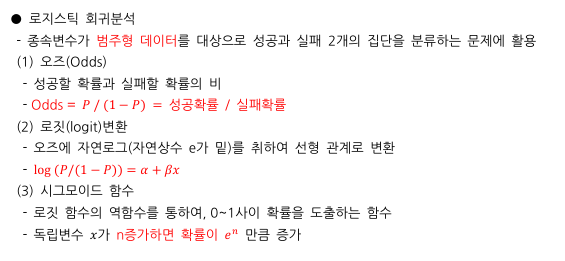 ● 로지스틱 회귀분석
- 종속변수가 범주형 데이터를 대상으로 성공과 실패 2개의 집단을 분류하는 문제에 활용
(1) 오즈(Odds)
- 성공할 확률과 실패할 확률의 비
- Odds = P / (1 − P) = 성공확률 / 실패확률
(2) 로짓(logit)변환
- 오즈에 자연로그(자연상수 e가 밑)를 취하여 선형 관계로 변환
- log (P/(1 − P)) = α + βx
(3) 시그모이드 함수
- 로짓 함수의 역함수를 통하여, 0~1사이 확률을 도출하는 함수
- 독립변수 x가 n증가하면 확률이 eⁿ 만큼 증가